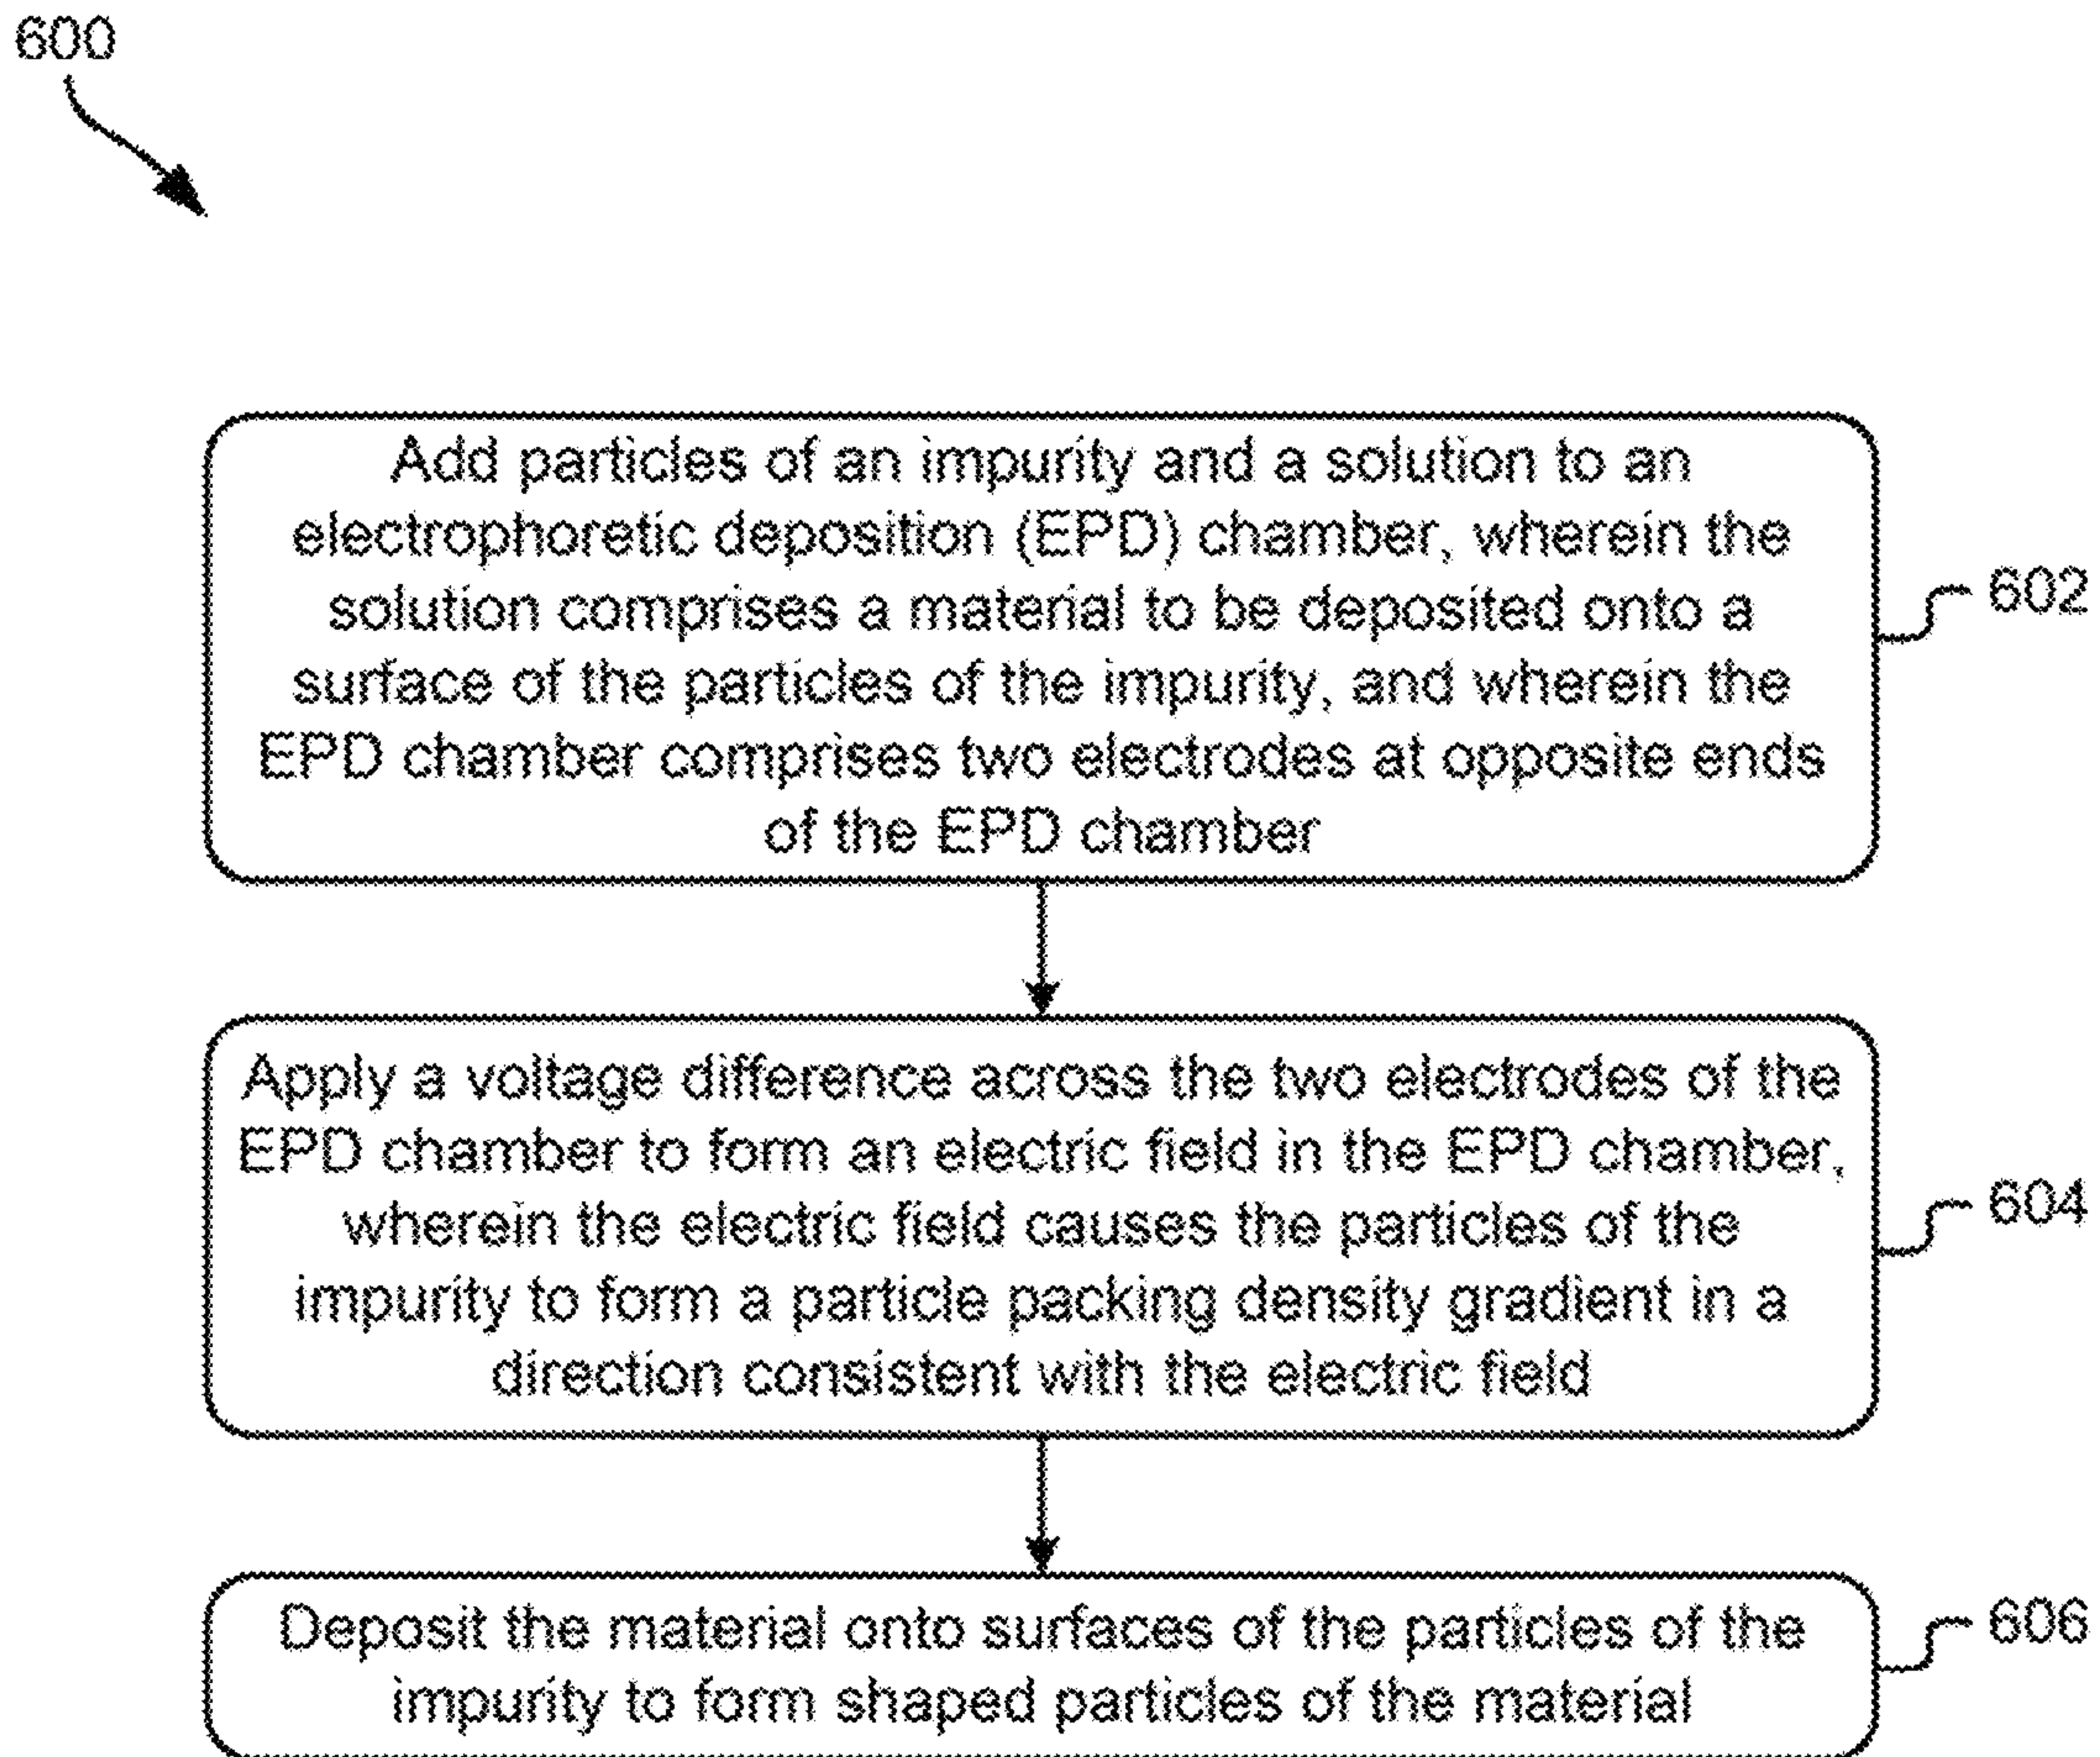 600
Add particles of an impurity and a solution to an
electrophoretic deposition (EPD) chamber, wherein the
solution comprises a material to be deposited onto a
surface of the particles of the impurity, and wherein the
EPD chamber comprises two electrodes at opposite ends
of the EPD chamber
602
Apply a voltage difference across the two electrodes of the
EPD chamber to form an electric field in the EPD chamber,
wherein the electric field causes the particles of the
impurity to form a particle packing density gradient in a
direction consistent with the electric field
604
Deposit the material onto surfaces of the particles of the
impurity to form shaped particles of the material
606